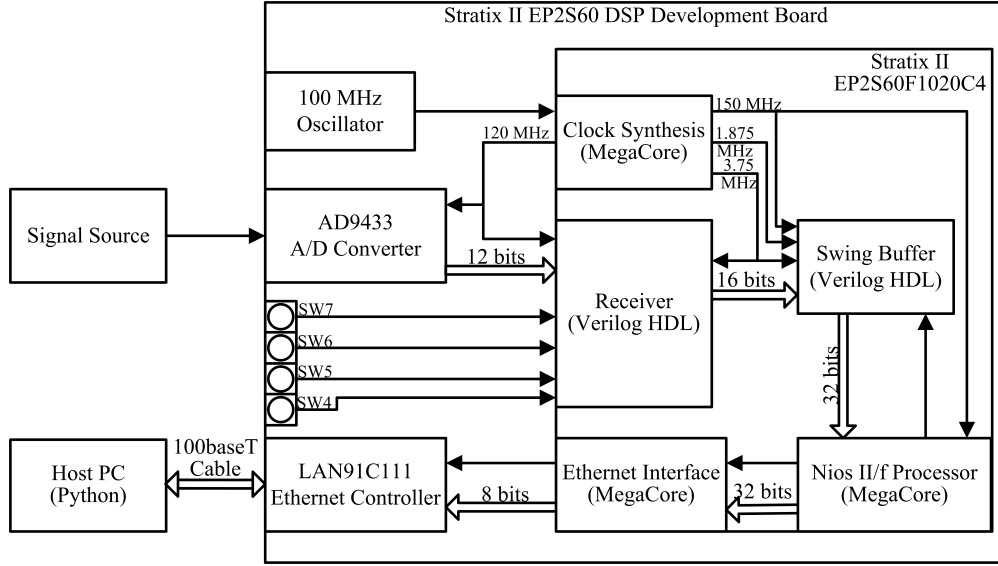 Stratix II EP2S60 DSP Development Board
Stratix II
EP2S60F1020C4
100 MHz
Oscillator
120 MHz
Clock Synthesis
(MegaCore)
150 MHz
1.875
MHz
3.75
MHz
Signal Source
AD9433
A/D Converter
12 bits
Receiver
(Verilog HDL)
16 bits
Swing Buffer
(Verilog HDL)
SW7
SW6
SW5
SW4
32 bits
Host PC
(Python)
100baseT
Cable
LAN91C111
Ethernet Controller
8 bits
Ethernet Interface
(MegaCore)
32 bits
Nios II/f Processor
(MegaCore)